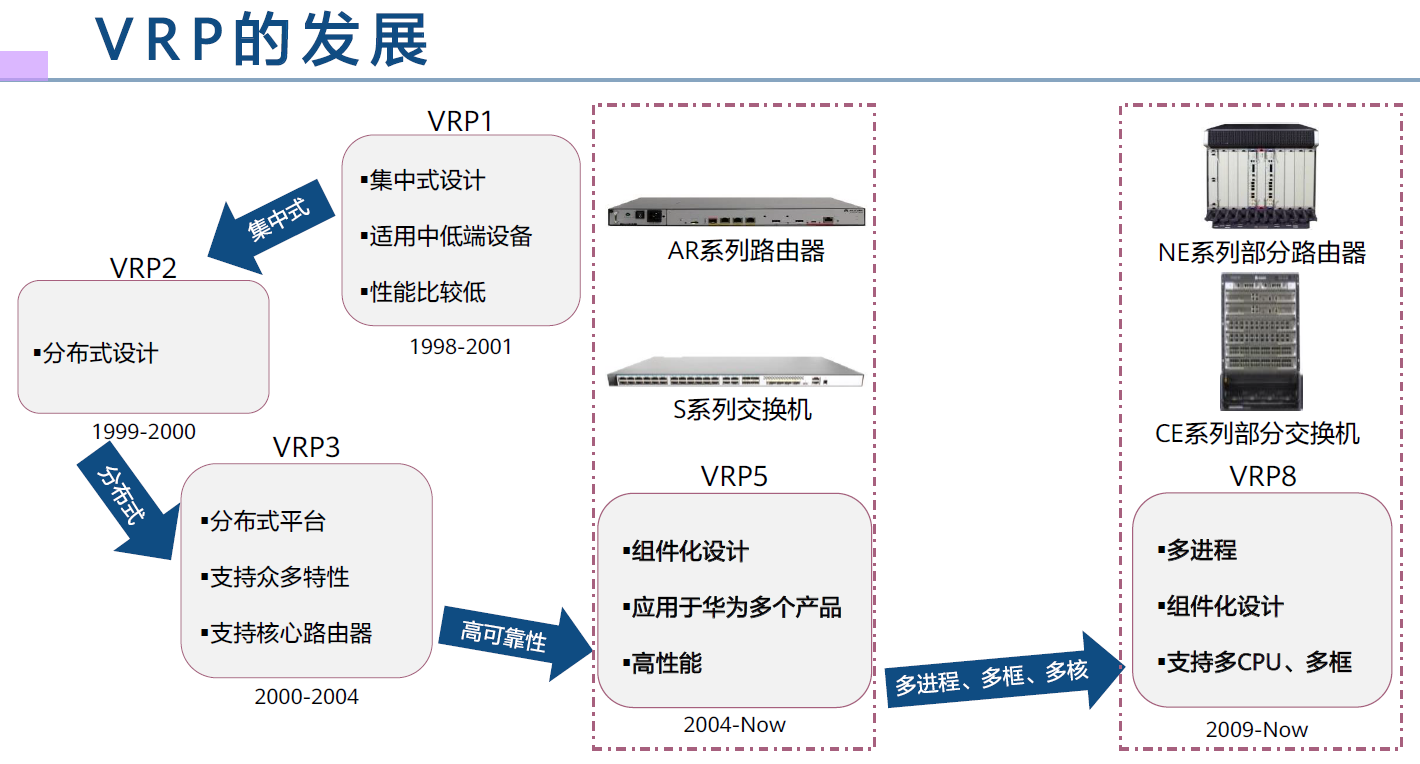 VRP的发展
VRP1
▪集中式设计
▪适用中低端设备
▪性能比较低
1998-2001
集中式
VRP2
▪分布式设计
1999-2000
分布式
VRP3
▪分布式平台
▪支持众多特性
▪支持核心路由器
2000-2004
高可靠性
AR系列路由器
S系列交换机
VRP5
▪组件化设计
▪应用于华为多个产品
▪高性能
2004-Now
多进程、多框、多核
NE系列部分路由器
CE系列部分交换机
VRP8
▪多进程
▪组件化设计
▪支持多CPU、多框
2009-Now